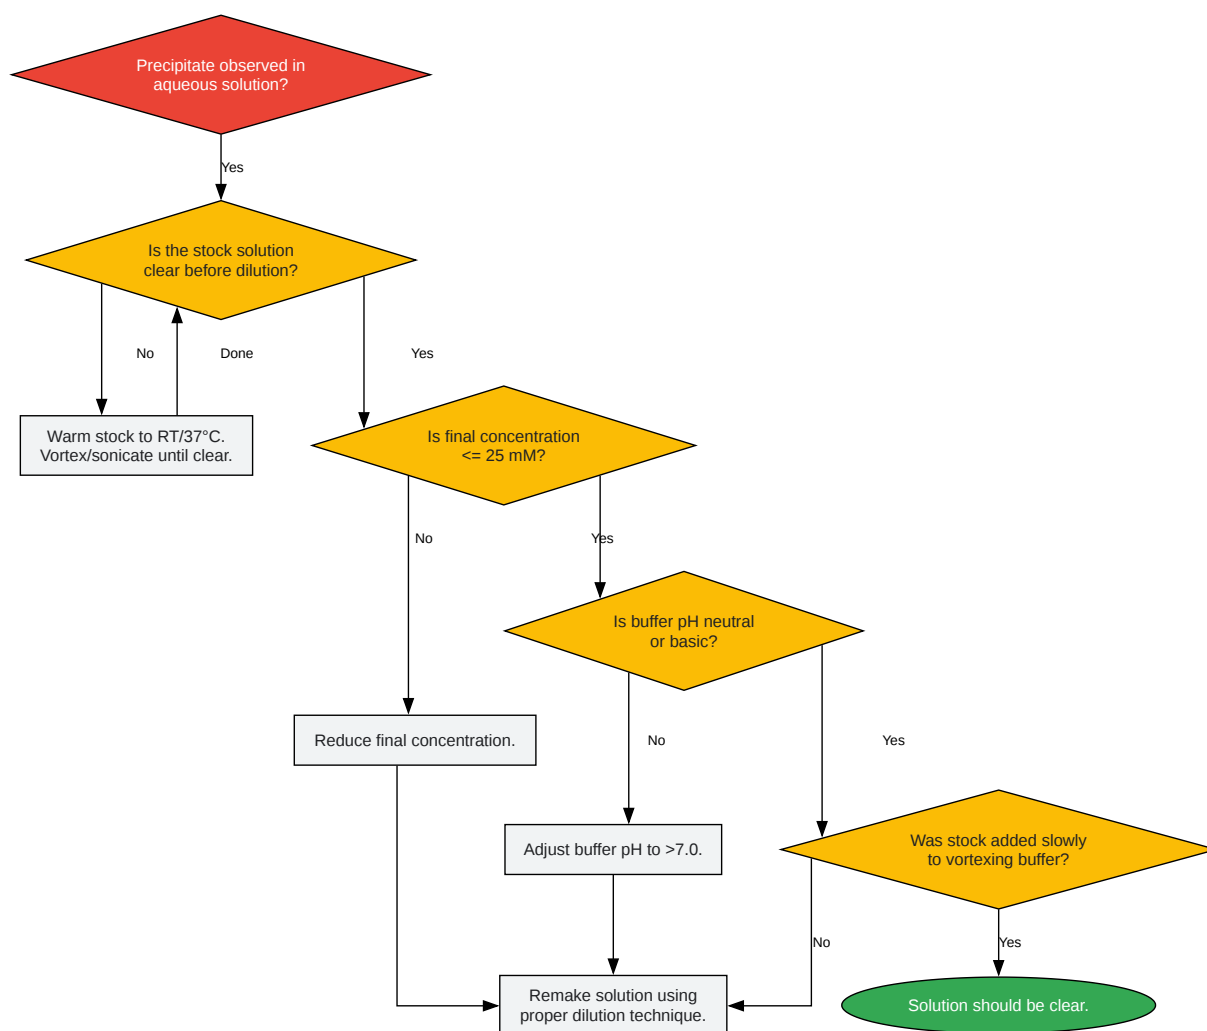 Precipitate observed in
aqueous solution?
Yes
Is the stock solution
clear before dilution?
No
Done
Yes
Warm stock to RT/37°C.
Vortex/sonicate until clear.
Is final concentration
<= 25 mM?
No
Yes
Is buffer pH neutral
or basic?
Reduce final concentration.
No
Yes
Adjust buffer pH to >7.0.
Was stock added slowly
to vortexing buffer?
No
Yes
Remake solution using
proper dilution technique.
Solution should be clear.